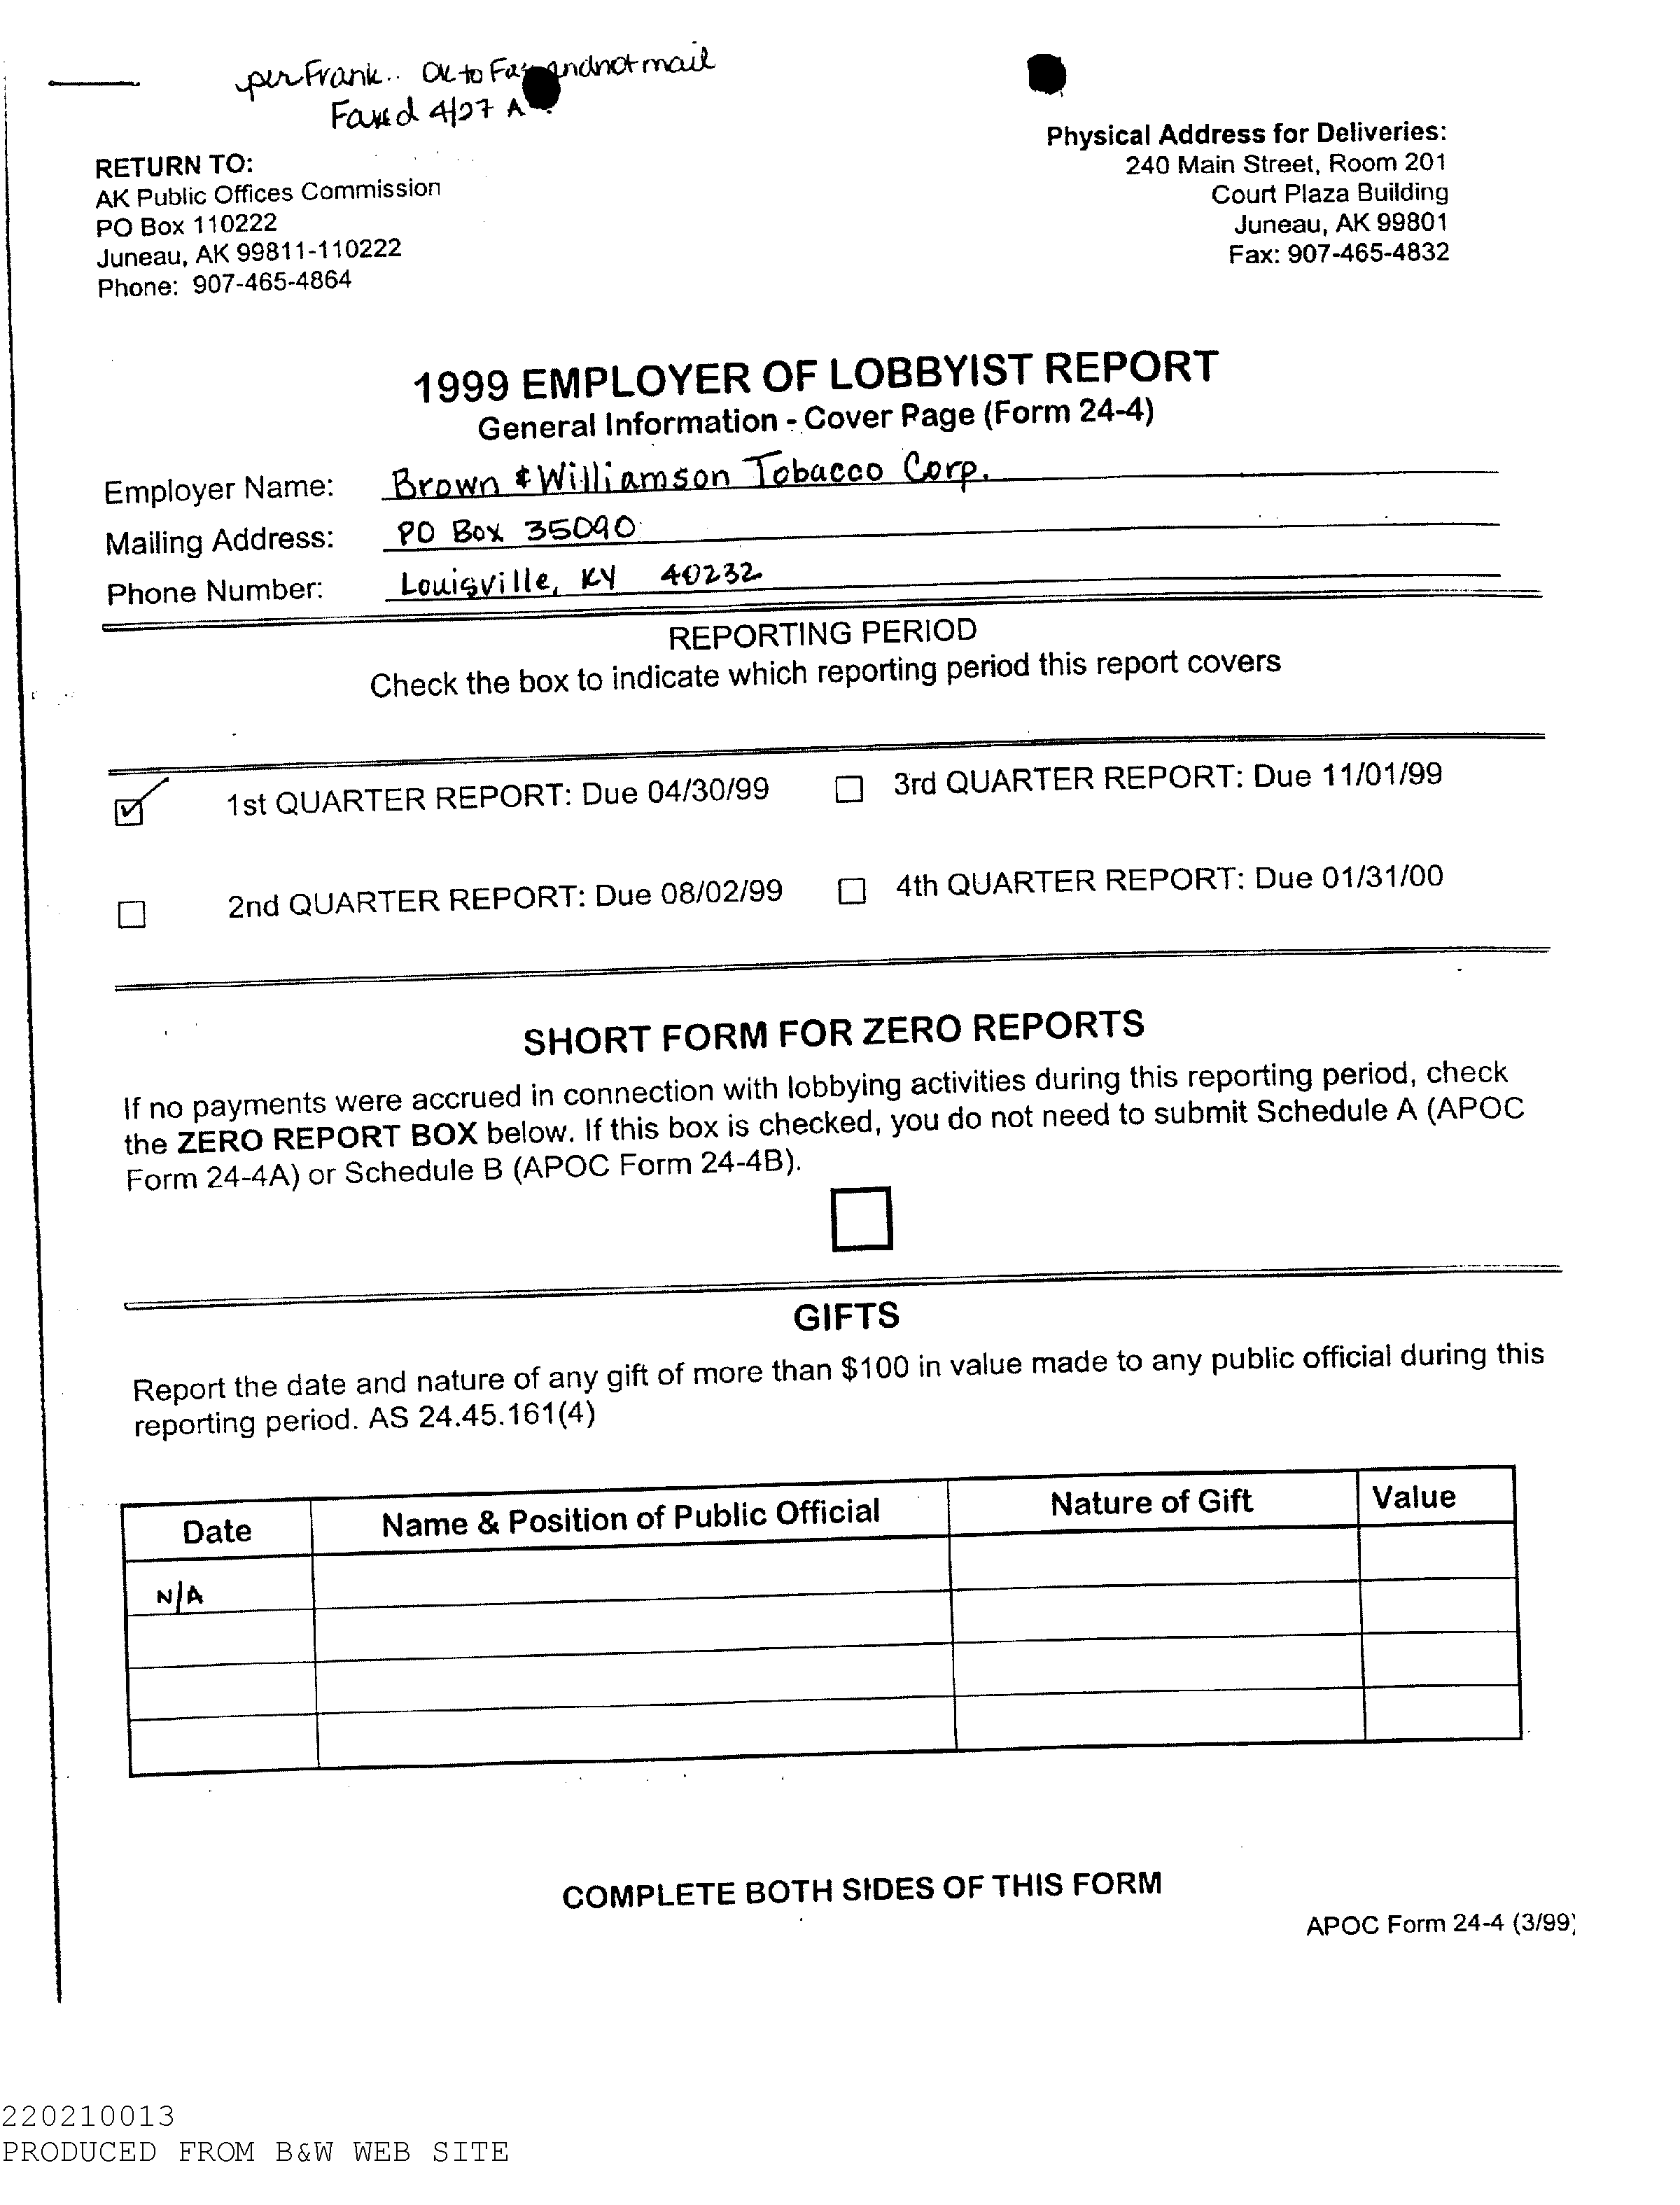 per Frank.. OK to Fax and not mail
Faxed 4/27 A
RETURN TO:
AK Public Offices Commission
PO Box 110222
Juneau, AK 99811-110222
Phone: 907-465-4864
Physical Address for Deliveries:
240 Main Street, Room 201
Court Plaza Building
Juneau, AK 99801
Fax: 907-465-4832
1999 EMPLOYER OF LOBBYIST REPORT
General Information - Cover Page (Form 24-4)
Employer Name: Brown & Williamson Tobacco Corp.
Mailing Address: PO Box 35090
Phone Number: Louisville, KY 40232
REPORTING PERIOD
Check the box to indicate which reporting period this report covers
1st QUARTER REPORT: Due 04/30/99 3rd QUARTER REPORT: Due 11/01/99
2nd QUARTER REPORT: Due 08/02/99 4th QUARTER REPORT: Due 01/31/00
SHORT FORM FOR ZERO REPORTS
If no payments were accrued in connection with lobbying activities during this reporting period, check
the ZERO REPORT BOX below. If this box is checked, you do not need to submit Schedule A (APOC
Form 24-4A) or Schedule B (APOC Form 24-4B).
GIFTS
Report the date and nature of any gift of more than $100 in value made to any public official during this
reporting period. AS 24.45.161(4)
Date Name & Position of Public Official Nature of Gift Value
N/A
COMPLETE BOTH SIDES OF THIS FORM
APOC Form 24-4 (3/99)
220210013
PRODUCED FROM B&W WEB SITE